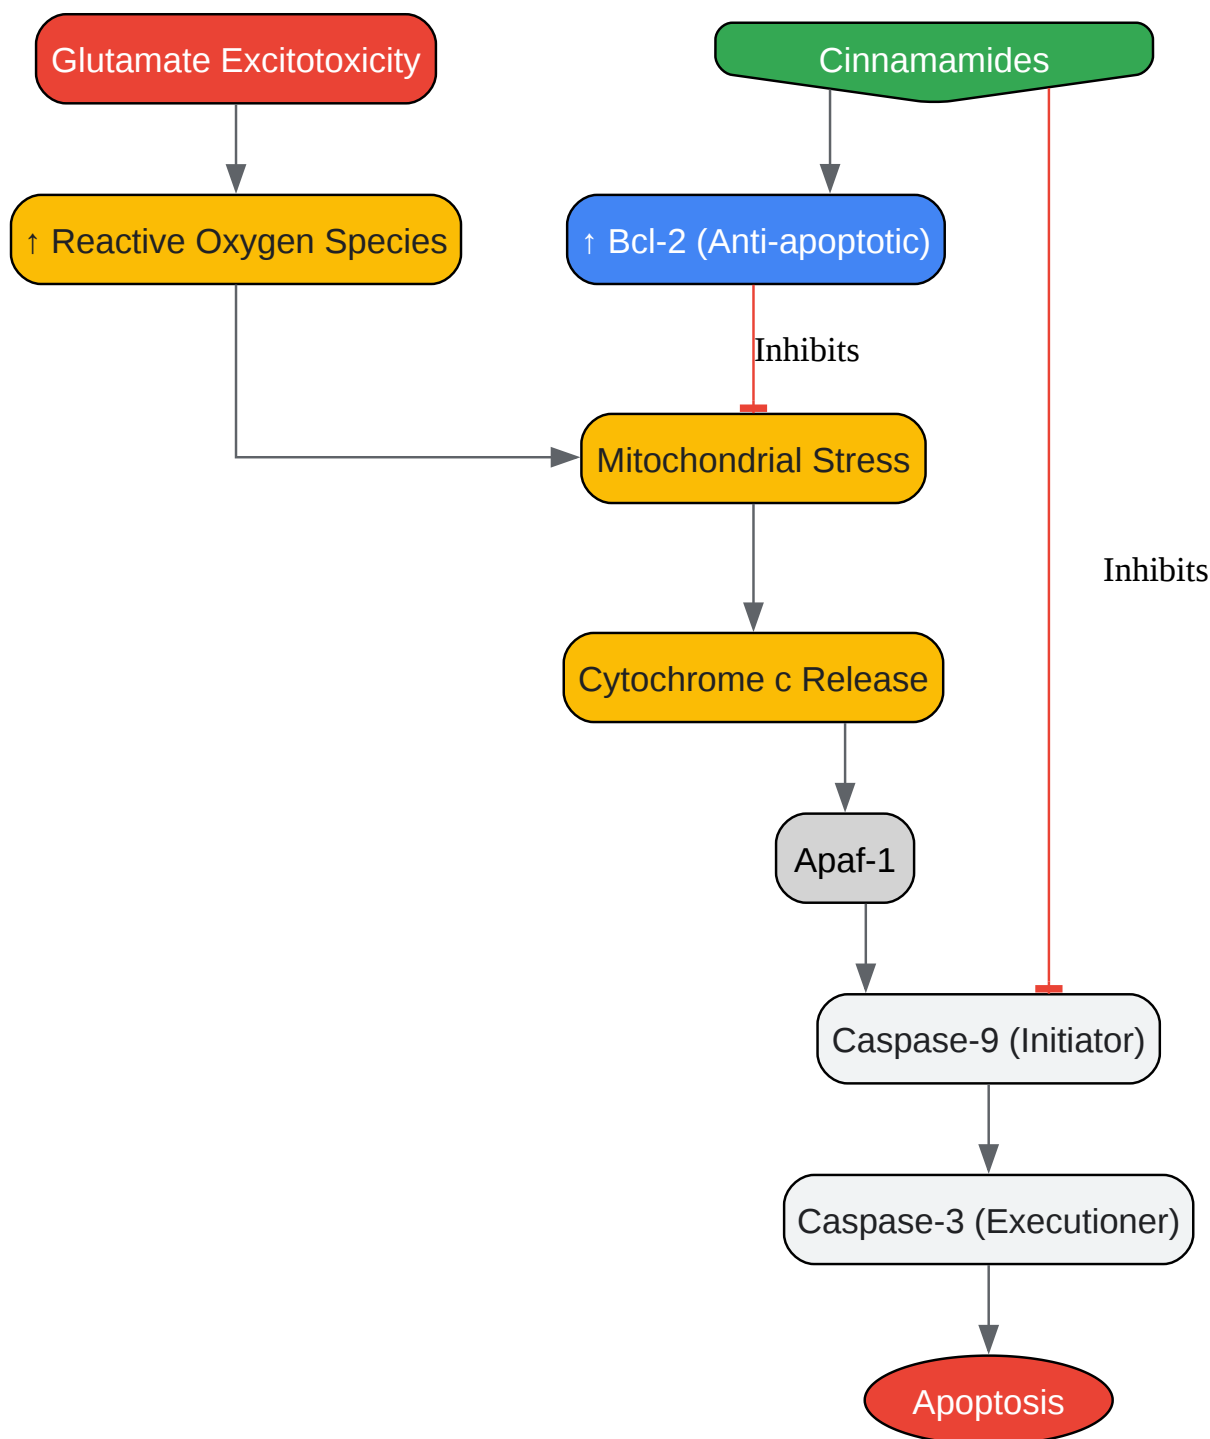 Glutamate Excitotoxicity
Cinnamamides
↑ Reactive Oxygen Species
↑ Bcl-2 (Anti-apoptotic)
Inhibits
Mitochondrial Stress
Inhibits
Cytochrome c Release
Apaf-1
Caspase-9 (Initiator)
Caspase-3 (Executioner)
Apoptosis